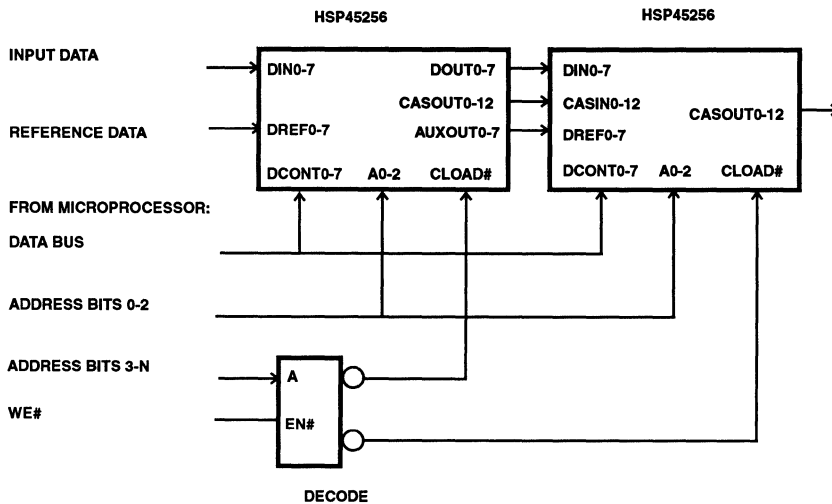 HSP45256
HSP45256
INPUT DATA
DIN0-7
DOUT0-7
DIN0-7
CASOUT0-12
CASIN0-12
CASOUT0-12
REFERENCE DATA
DREF0-7
AUXOUT0-7
DREF0-7
DCONT0-7
A0-2
CLOAD#
DCONT0-7
A0-2
CLOAD#
FROM MICROPROCESSOR:
DATA BUS
ADDRESS BITS 0-2
ADDRESS BITS 3-N
A
WE#
EN#
DECODE